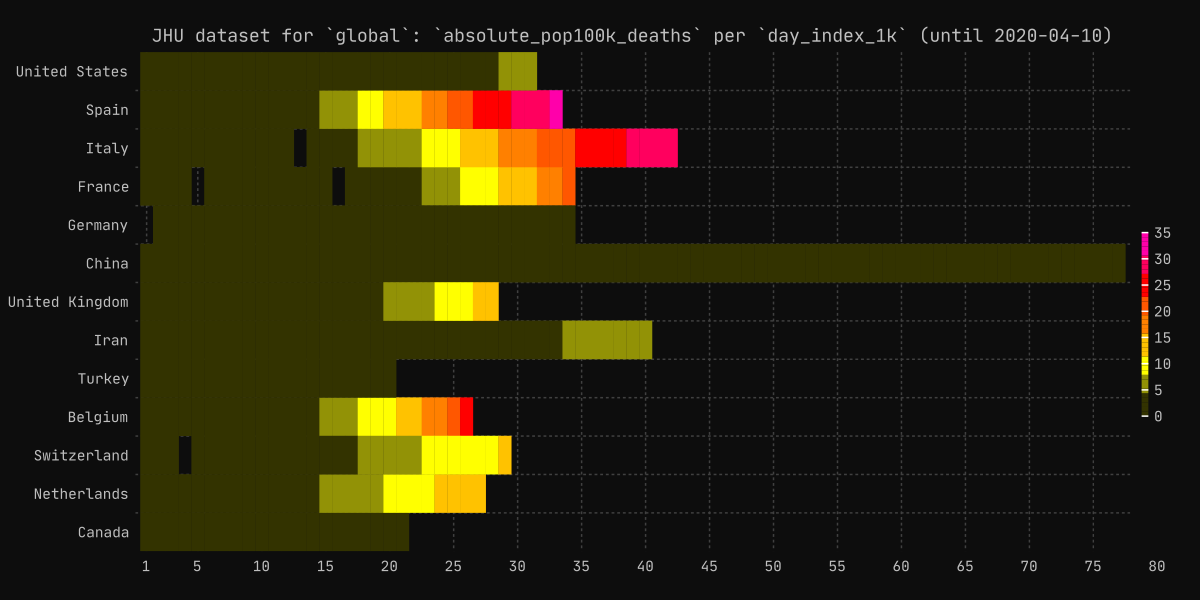 JHU dataset for `global`: `absolute_pop100k_deaths` per `day_index_1k` (until 2020-04-10)
United States
Spain
Italy
France
Germany
China
United Kingdom
Iran
Turkey
Belgium
Switzerland
Netherlands
Canada
1 5 10 15 20 25 30 35 40 45 50 55 60 65 70 75 80
35
30
25
20
15
10
5
0